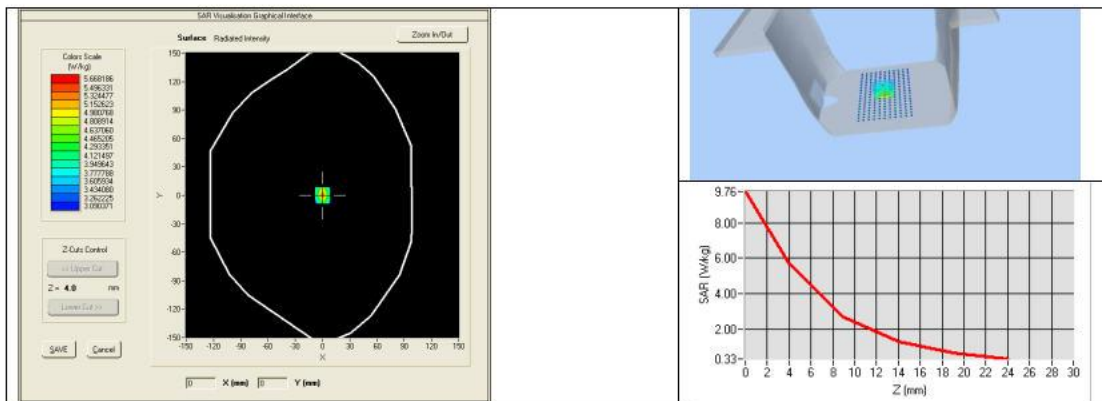 SAR Visualisation Graphical Interface
Surface Radiated Intensity
Zoom In/Out
Colors Scale
(W/kg)
5.668186
5.496331
5.324477
5.152623
4.980768
4.808914
4.637060
4.465205
4.293351
4.121497
3.949643
3.777788
3.605934
3.434080
3.262225
3.090371
Z-Cuts Control
<< Upper Cut
Z = 4.0 mm
Lower Cut >>
SAVE Cancel
150
120
90
60
30
0
-30
-60
-90
-120
-150
Y
-150 -120 -90 -60 -30 0 30 60 90 120 150
X
0 X (mm) 0 Y (mm)
9.76
8.00
6.00
4.00
2.00
0.33
SAR (W/kg)
0 2 4 6 8 10 12 14 16 18 20 22 24 26 28 30
Z (mm)